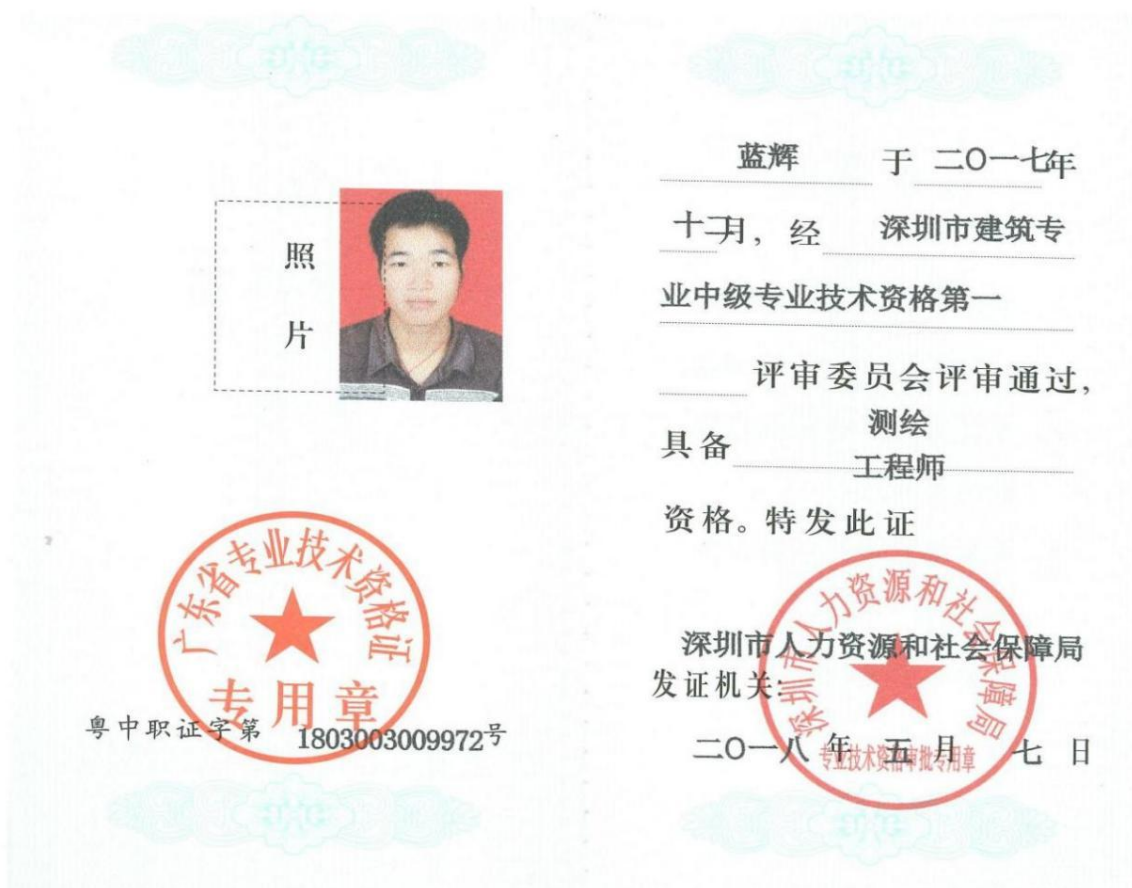 照
片
广东省专业技术资格证
专用章
粤中职证字第 1803003009972号
蓝辉 于 二〇一七年
十二月，经 深圳市建筑专
业中级专业技术资格第一
评审委员会评审通过，
具备 测绘
工程师
资格。特发此证
深圳市人力资源和社会保障局
深圳市人力资源和社会保障局
发证机关：
二〇一八 年 五 月 七 日
专业技术资格审批专用章